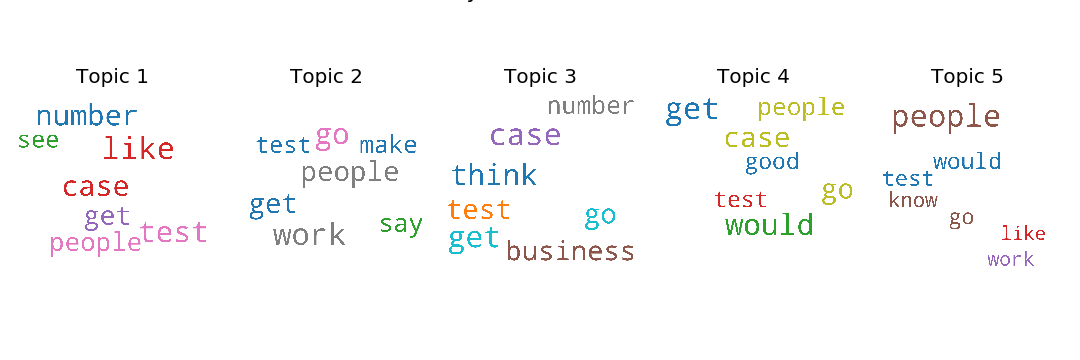 Topic 1
number
see
like
case
get
people
test
Topic 2
test go make
people
get
work
say
Topic 3
number
case
think
test
go
get
business
Topic 4
get
people
case
good
go
test
would
Topic 5
people
would
test
know
go
like
work